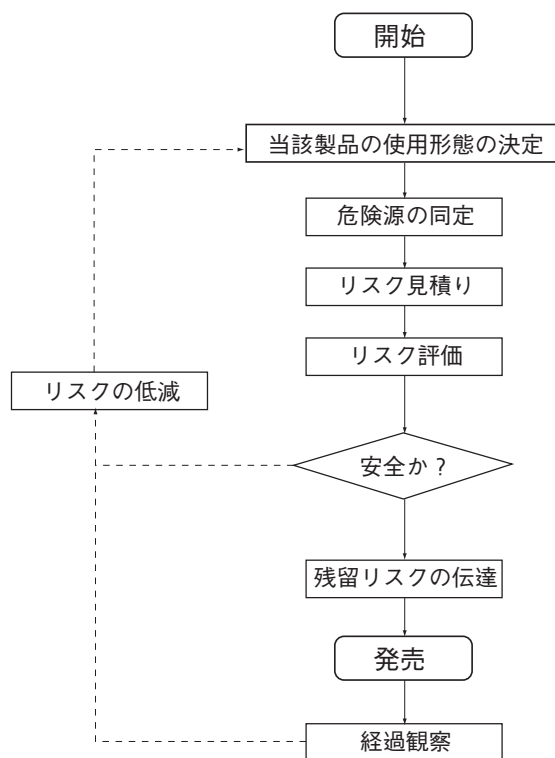 開始
当該製品の使用形態の決定
危険源の同定
リスク見積り
リスク評価
リスクの低減
安全か？
残留リスクの伝達
発売
経過観察